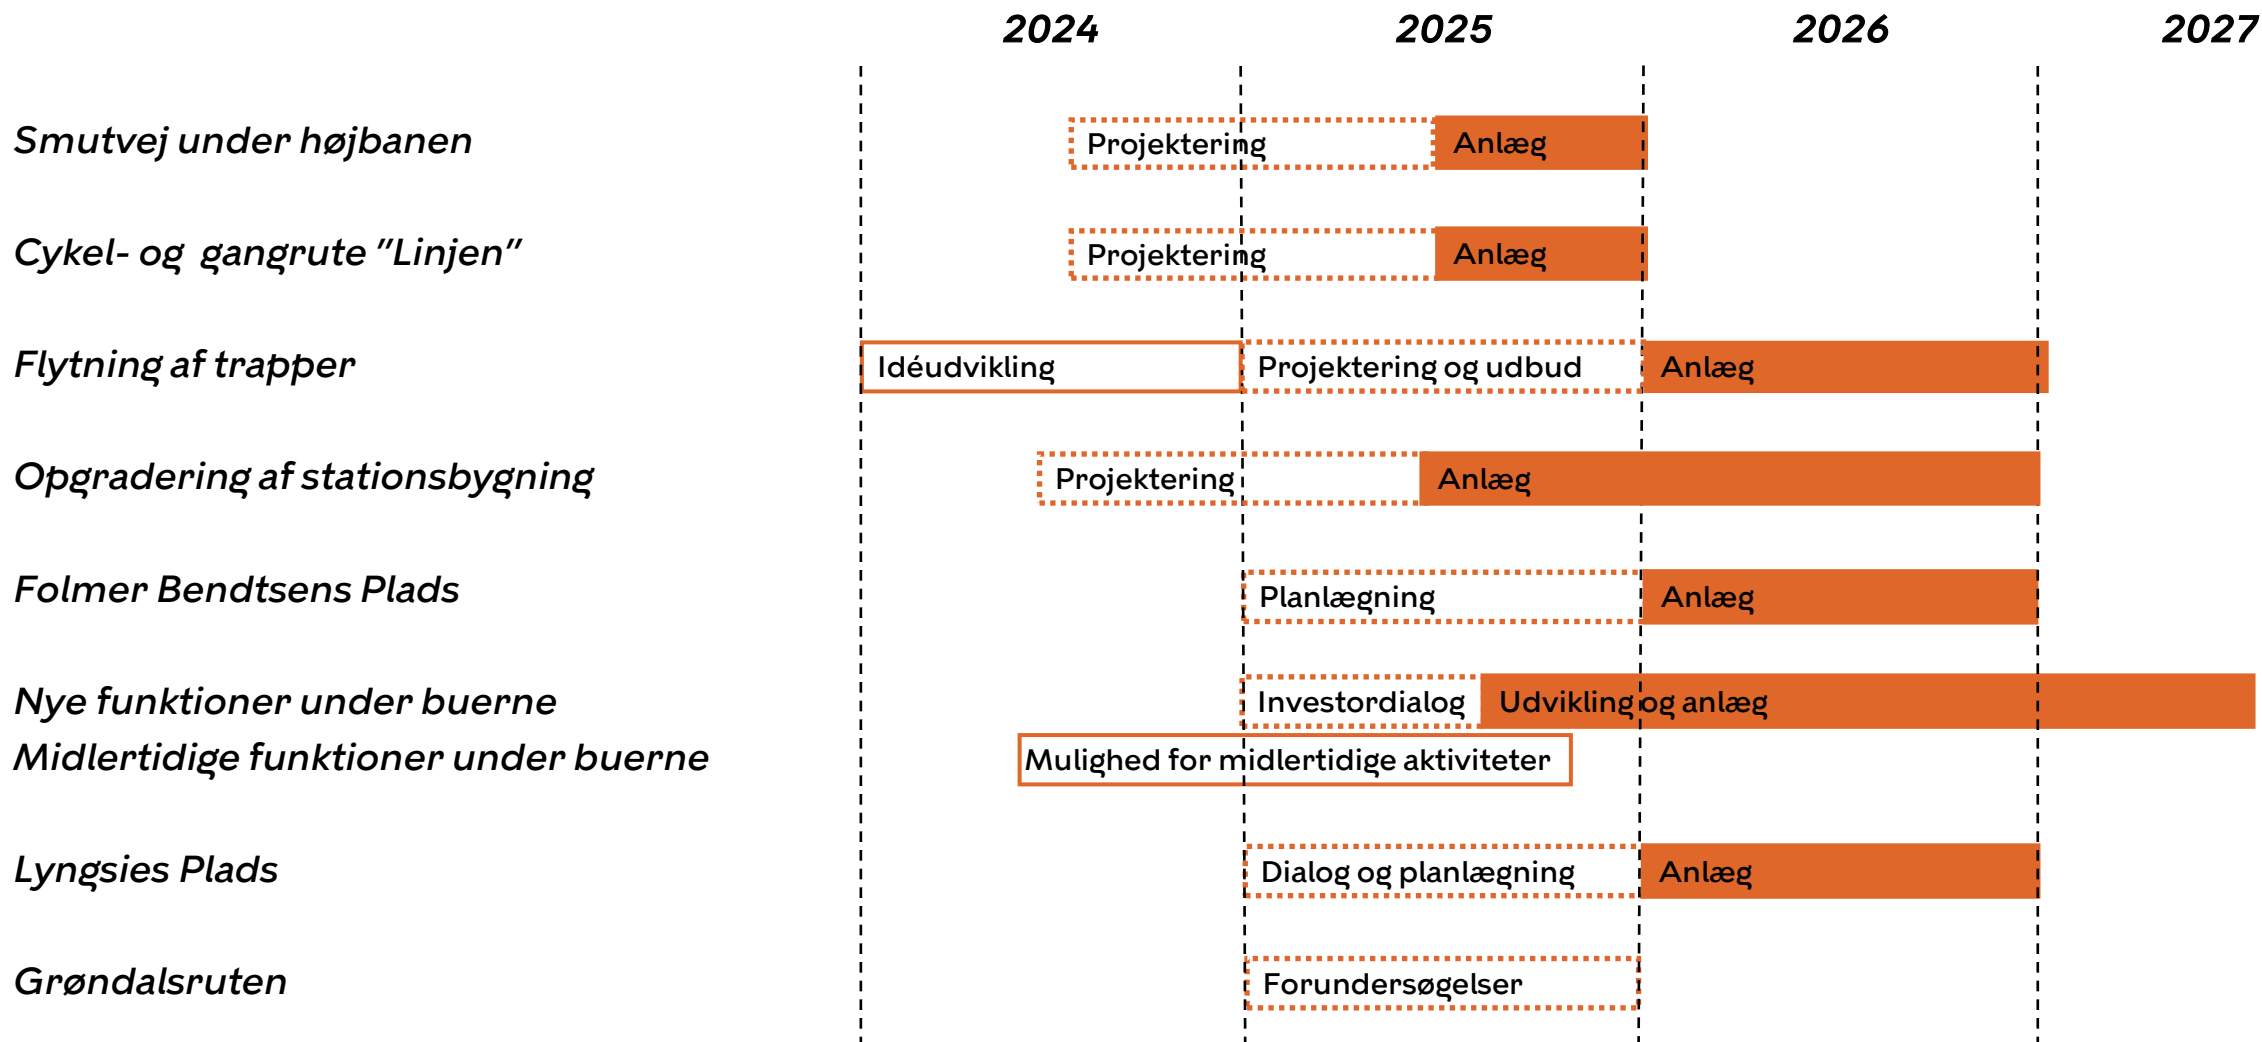 2024 2025 2026 2027
Smutvej under højbanen Projektering Anlæg
Cykel- og gangrute ”Linjen” Projektering Anlæg
Flytning af trapper Idéudvikling Projektering og udbud Anlæg
Opgradering af stationsbygning Projektering Anlæg
Folmer Bendtsens Plads Planlægning Anlæg
Nye funktioner under buerne Investordialog Udvikling og anlæg
Midlertidige funktioner under buerne Mulighed for midlertidige aktiviteter
Lyngsies Plads Dialog og planlægning Anlæg
Grøndalsruten Forundersøgelser